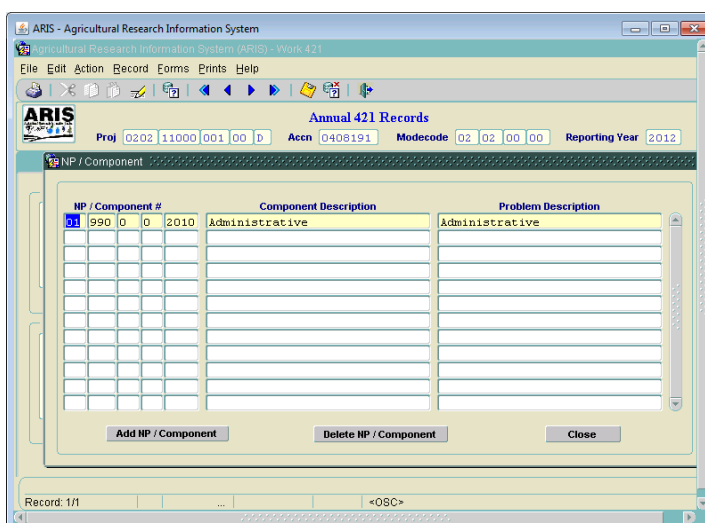 ARIS - Agricultural Research Information System
Agricultural Research Information System (ARIS) - Work 421
File Edit Action Record Forms Prints Help
ARIS
Annual 421 Records
Proj 0202 11000 001 00 D Accn 0408191 Modecode 02 02 00 00 Reporting Year 2012
NP / Component
NP / Component # Component Description Problem Description
01 990 0 0 2010 Administrative Administrative
Add NP / Component Delete NP / Component Close
Record: 1/1 ... <OSC>